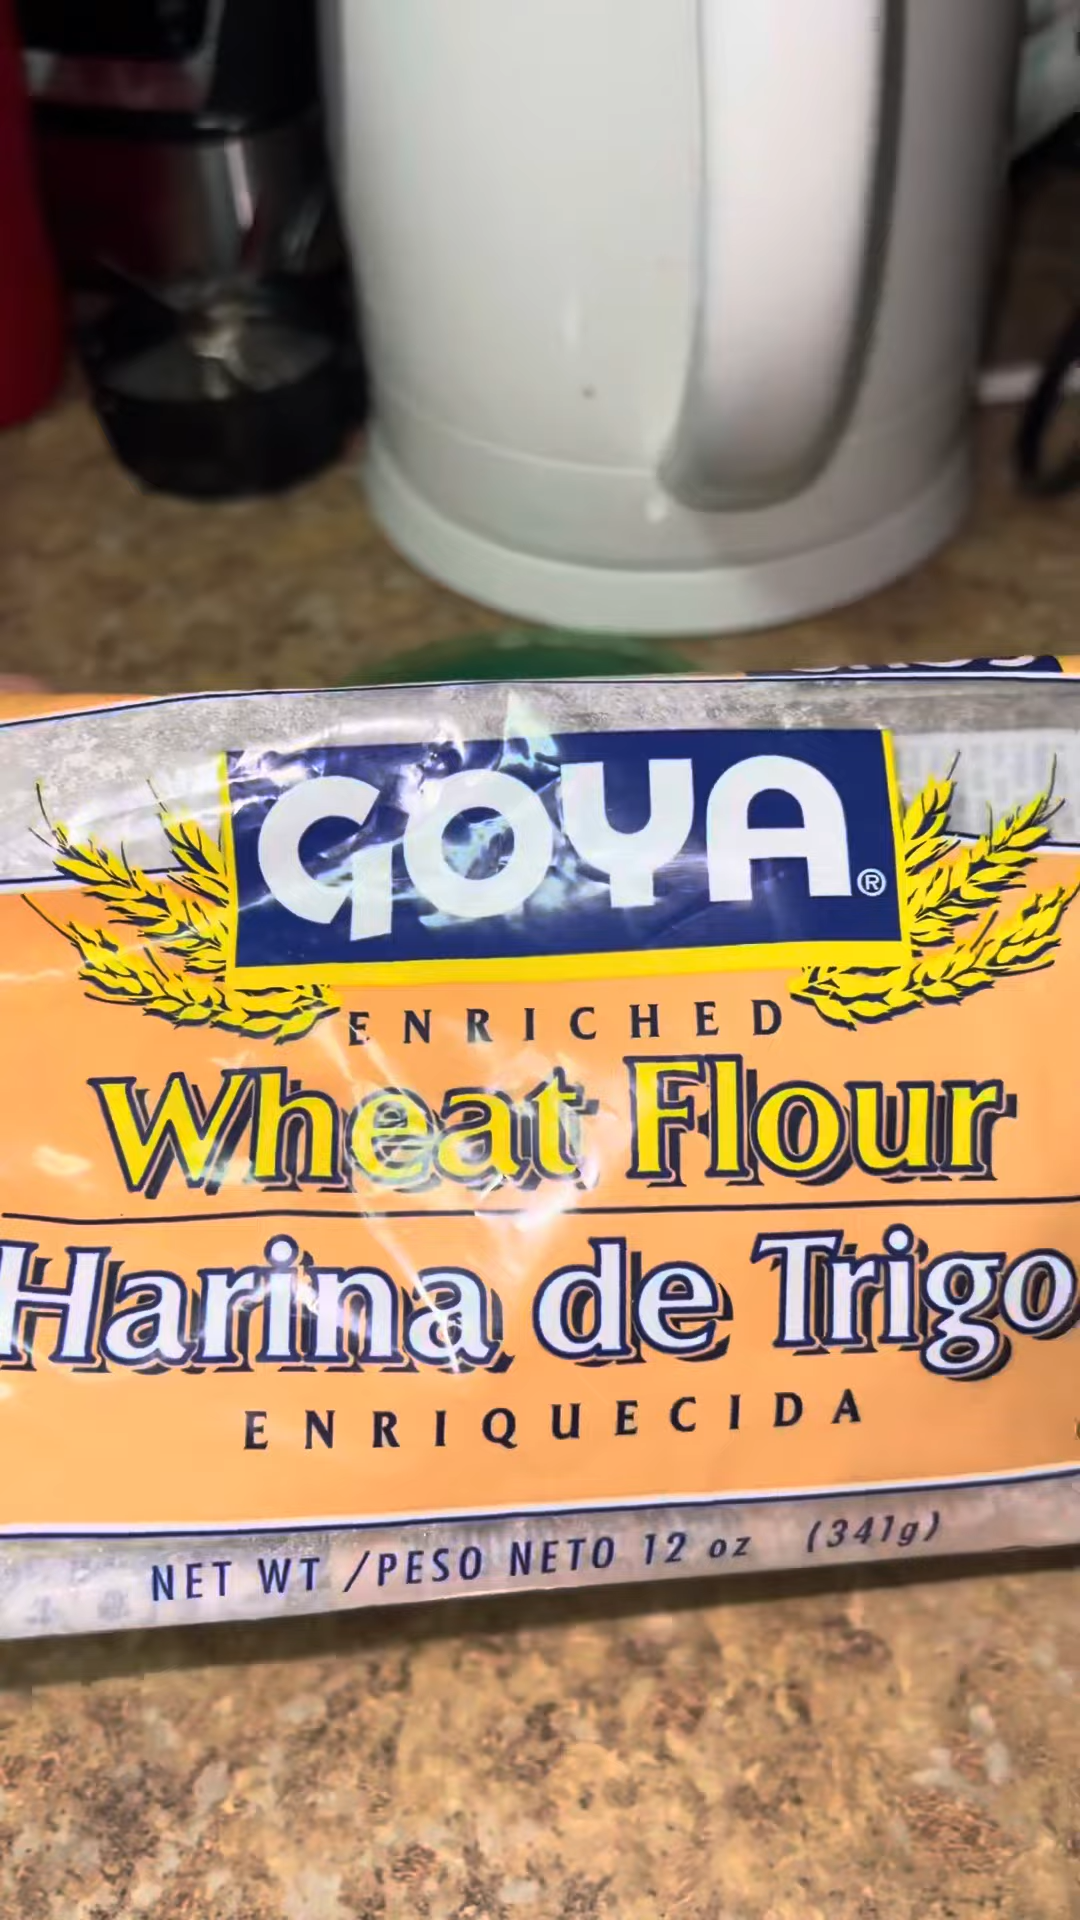 GOYA®
ENRICHED
Wheat Flour
Harina de Trigo
ENRIQUECIDA
NET WT /PESO NETO 12 oz (341g)